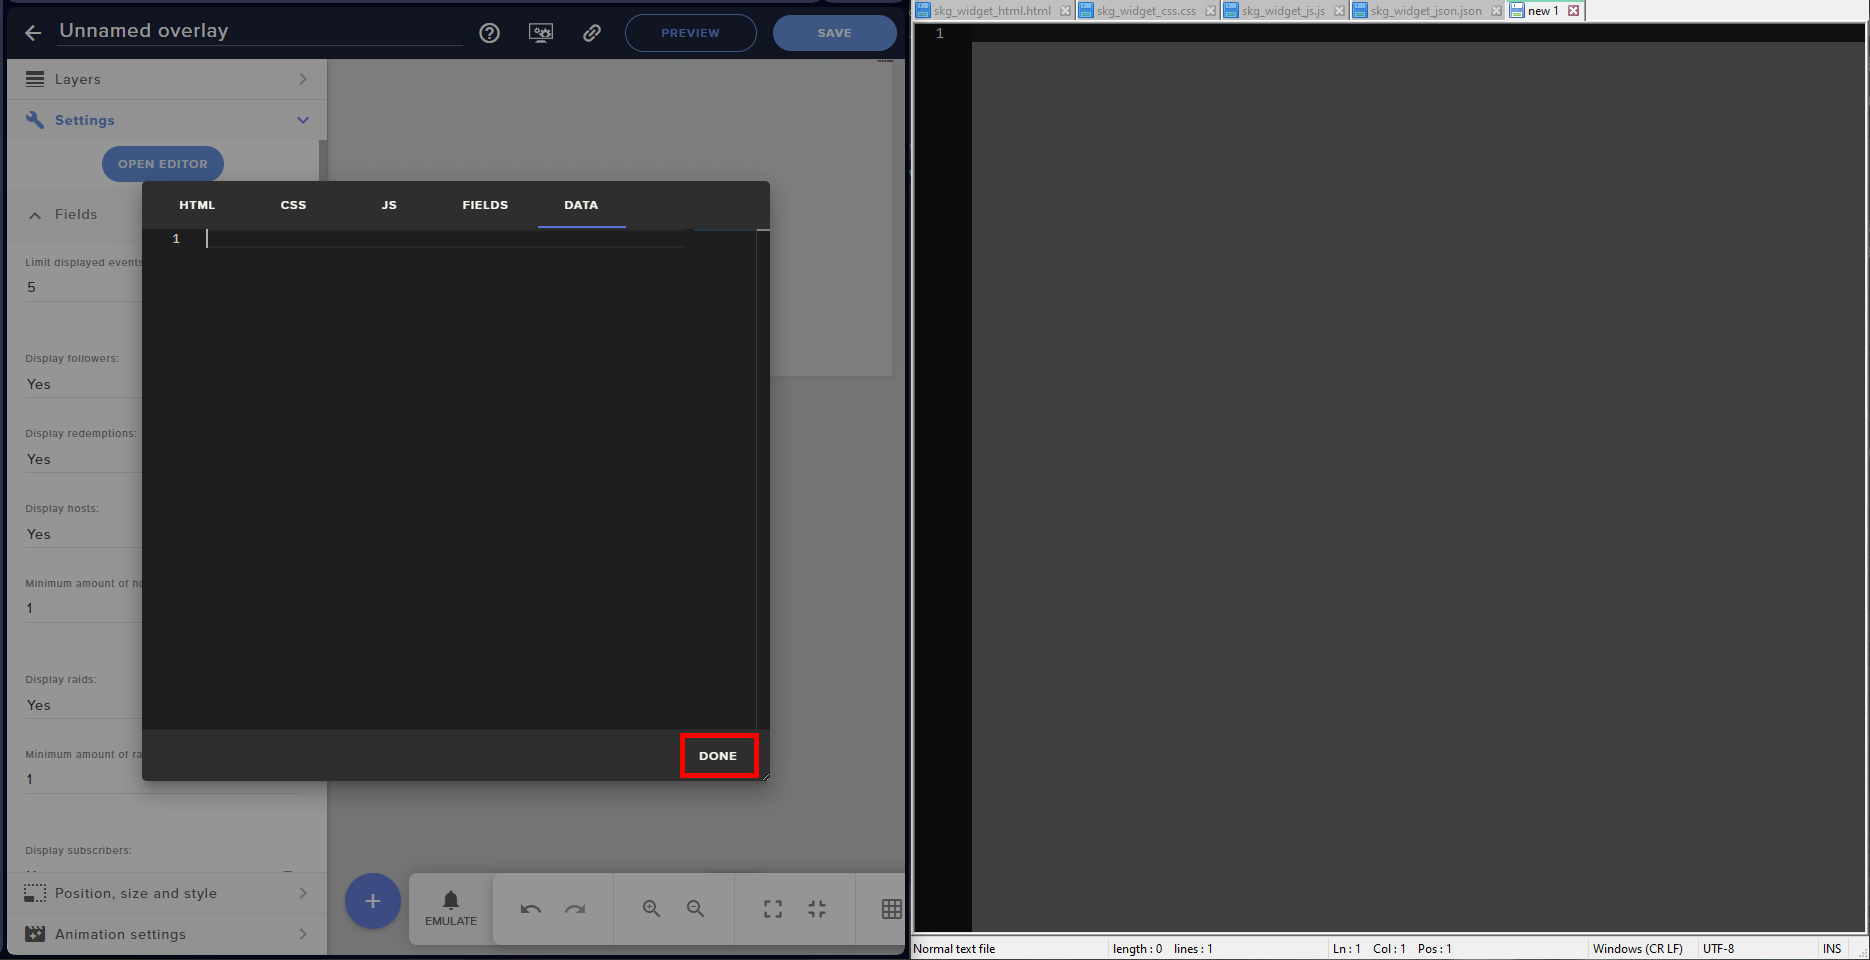 Unnamed overlay
PREVIEW
SAVE
Layers
Settings
OPEN EDITOR
Fields
Limit displayed events
5
Display followers:
Yes
Display redemptions:
Yes
Display hosts:
Yes
Minimum amount of ho
1
Display raids:
Yes
Minimum amount of ra
1
Display subscribers:
Position, size and style
Animation settings
HTML CSS JS FIELDS DATA
1
DONE
+
EMULATE
skg_widget_html.html skg_widget_css.css skg_widget_js.js skg_widget_json.json new 1
1
Normal text file length : 0 lines : 1 Ln : 1 Col : 1 Pos : 1 Windows (CR LF) UTF-8 INS